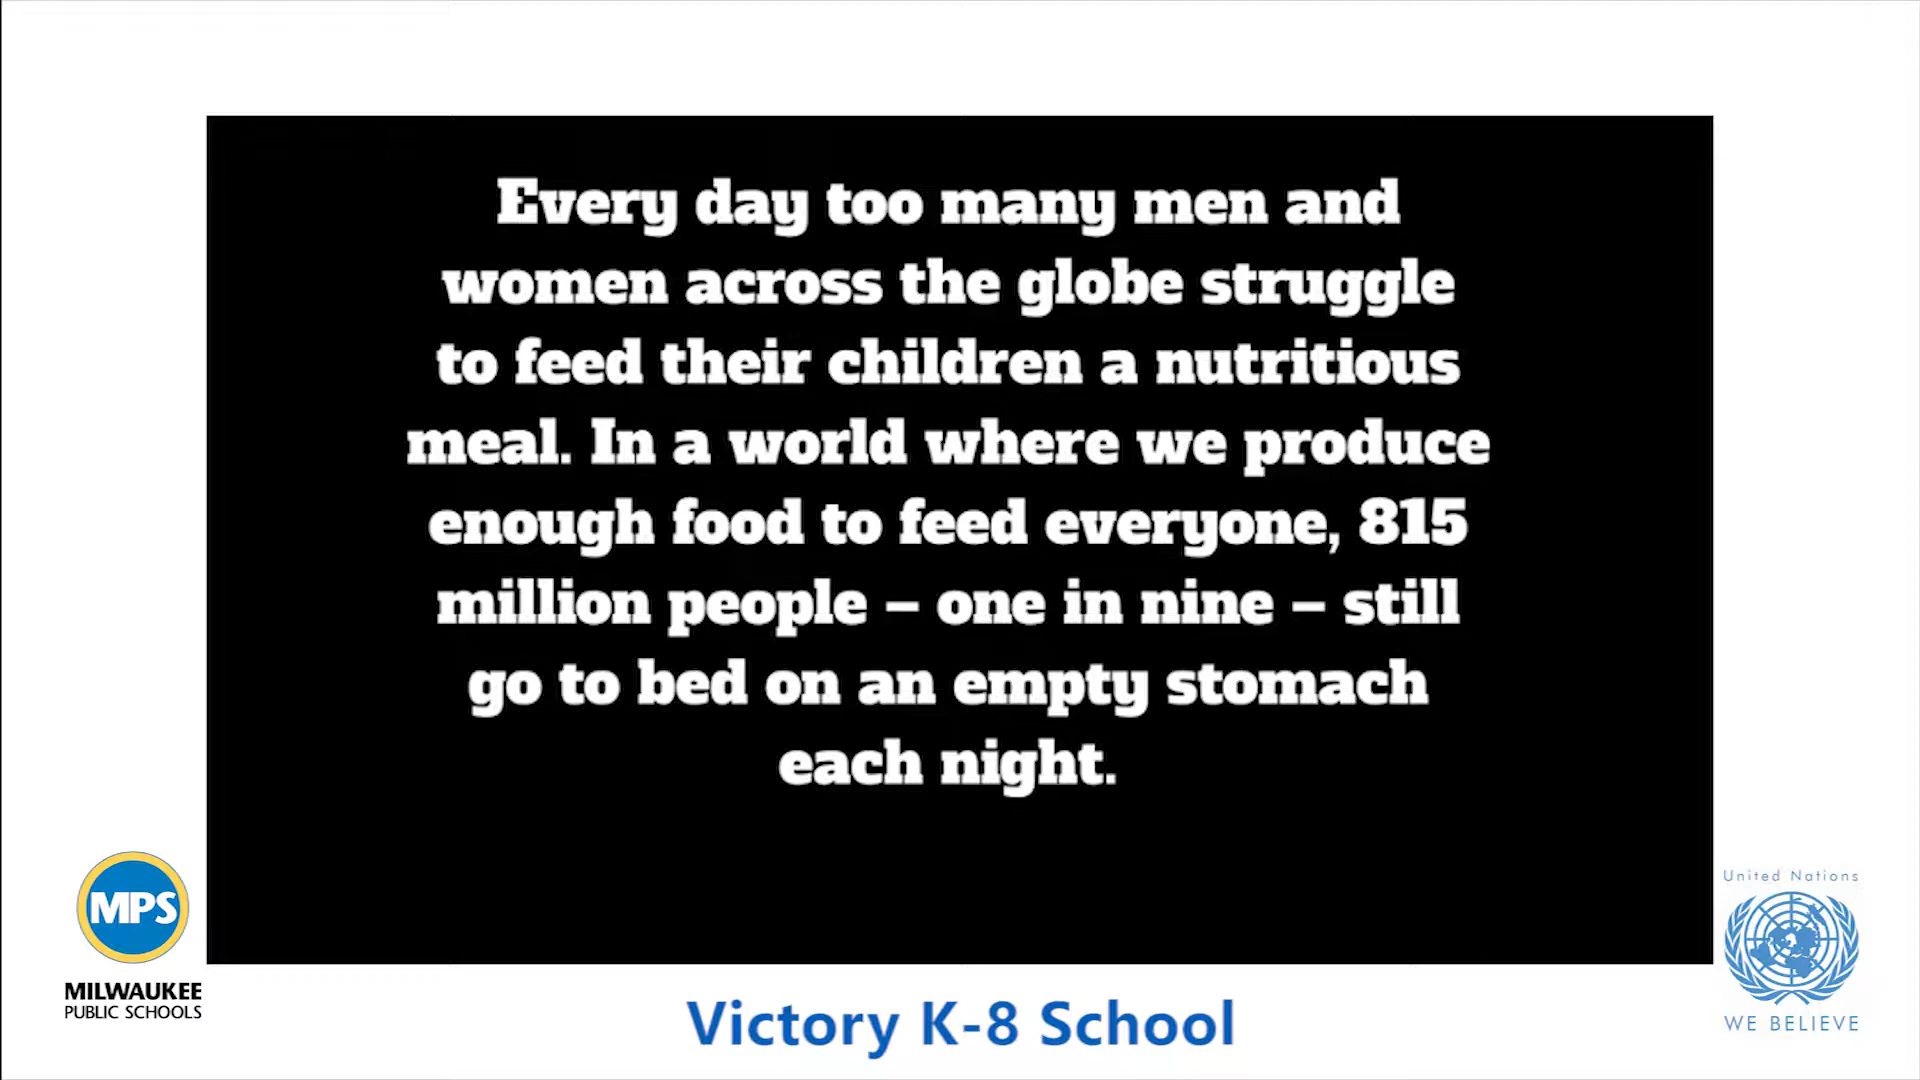 Every day too many men and
women across the globe struggle
to feed their children a nutritious
meal. In a world where we produce
enough food to feed everyone, 815
million people – one in nine – still
go to bed on an empty stomach
each night.
MPS
MILWAUKEE
PUBLIC SCHOOLS
Victory K-8 School
United Nations
WE BELIEVE